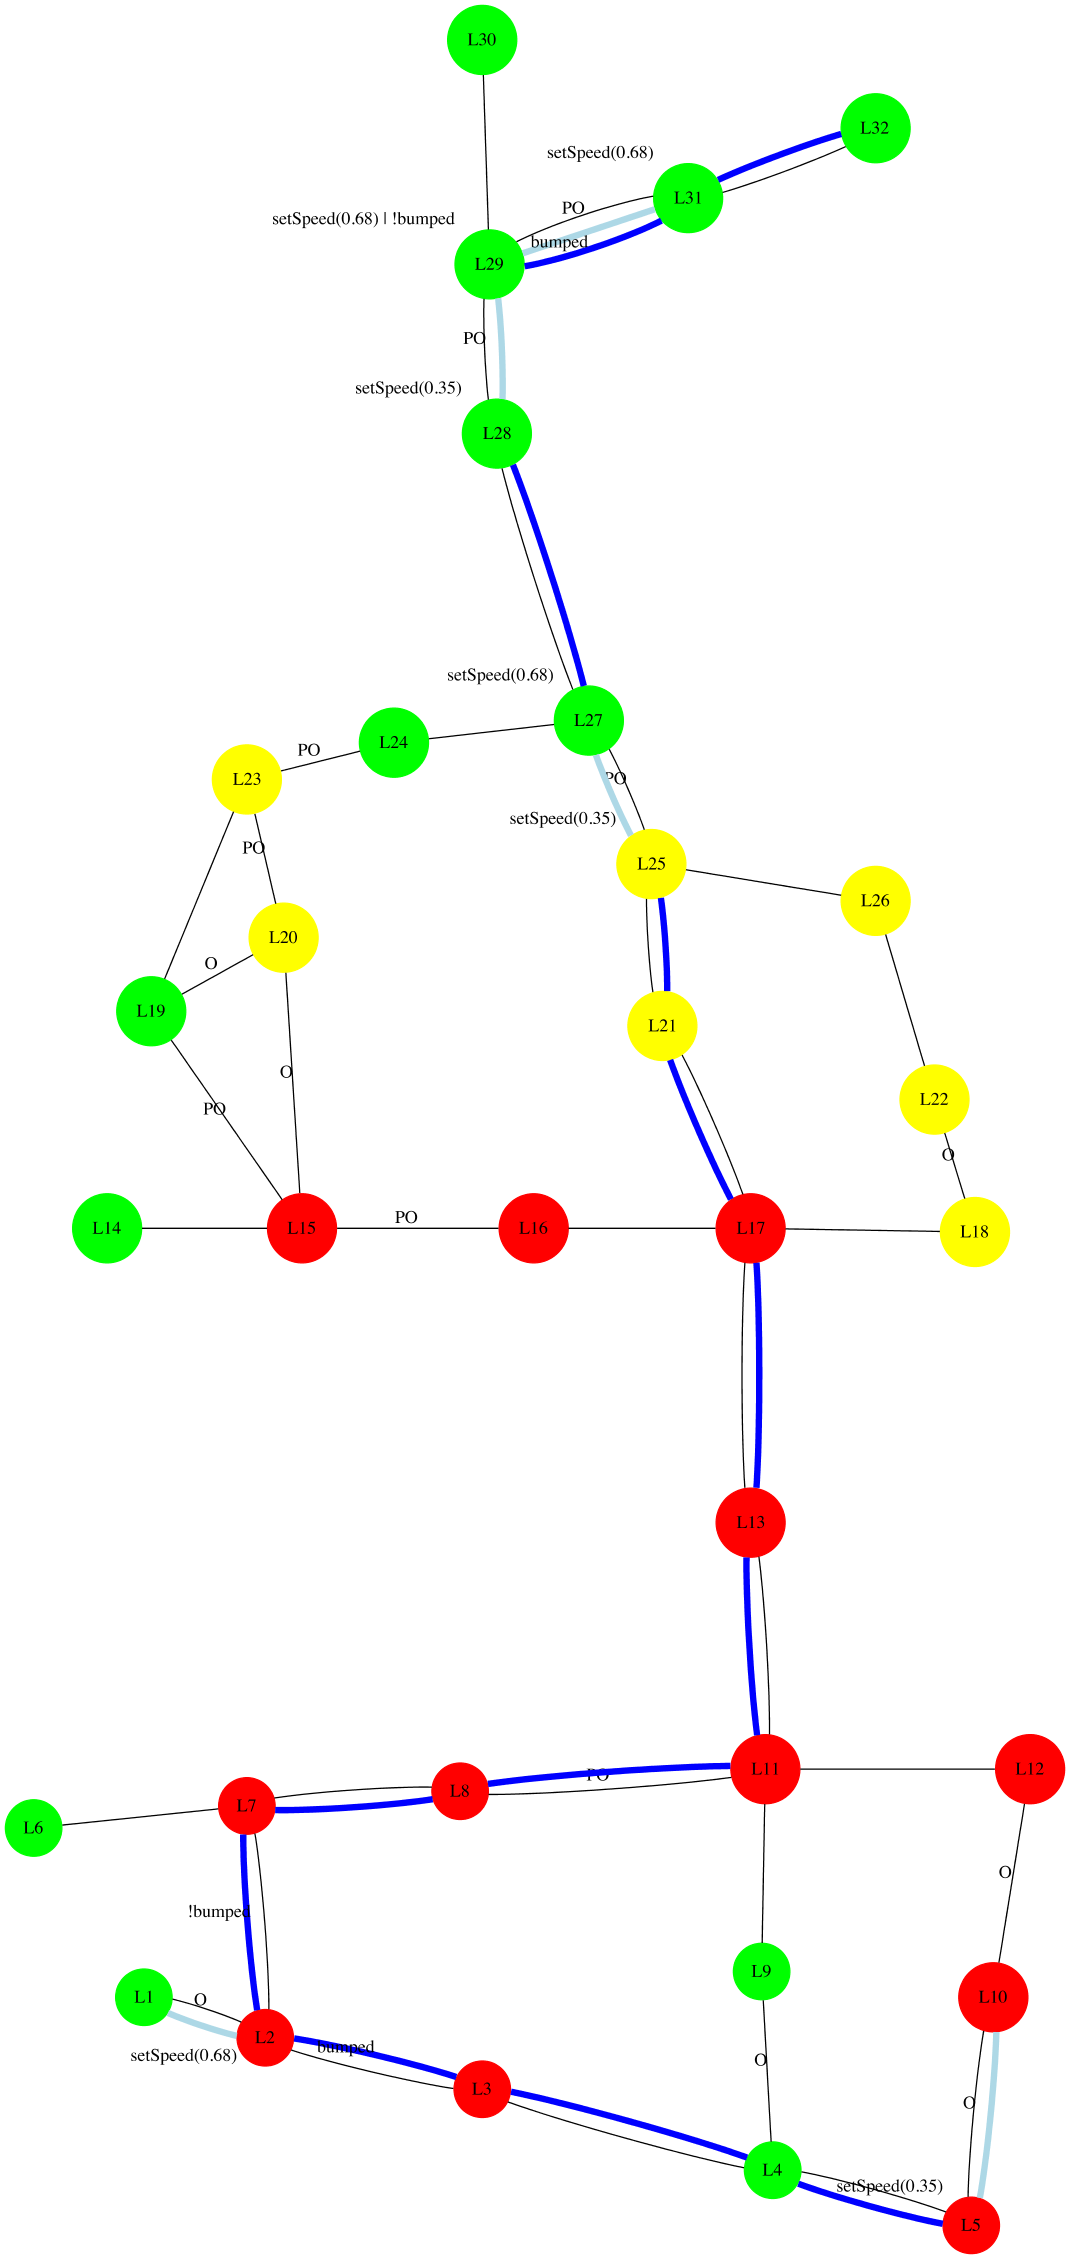 L30
L32
setSpeed(0.68)
L31
PO
setSpeed(0.68) | !bumped
bumped
L29
PO
setSpeed(0.35)
L28
setSpeed(0.68)
L27
L24
PO
L23
PO
setSpeed(0.35)
PO
L25
L26
L20
O
L19
L21
O
L22
PO
O
L14
L15
PO
L16
L17
L18
L13
L11
L12
PO
L8
L7
L6
O
!bumped
L9
L1
O
L10
L2
bumped
setSpeed(0.68)
O
L3
O
L4
setSpeed(0.35)
L5